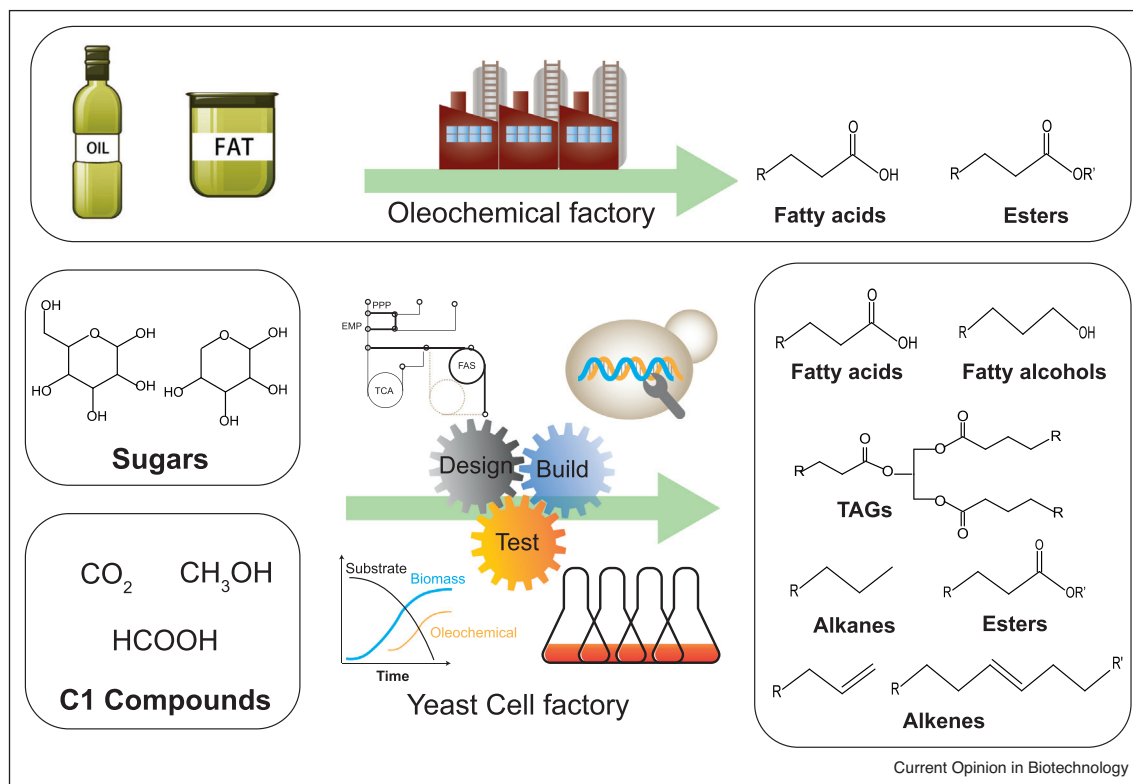 OIL
FAT
Oleochemical factory
R
O
OH
Fatty acids
R
O
OR'
Esters
OH
O
OH
HO
OH
OH
O
OH
HO
OH
OH
Sugars
CO2
CH3OH
HCOOH
C1 Compounds
PPP
EMP
FAS
TCA
Design
Build
Test
Substrate
Biomass
Oleochemical
Time
Yeast Cell factory
R
O
OH
Fatty acids
R
OH
Fatty alcohols
O
R
O
O
R
O
O
R
O
TAGs
R
Alkanes
R
O
OR'
Esters
R
R
R'
Alkenes
Current Opinion in Biotechnology